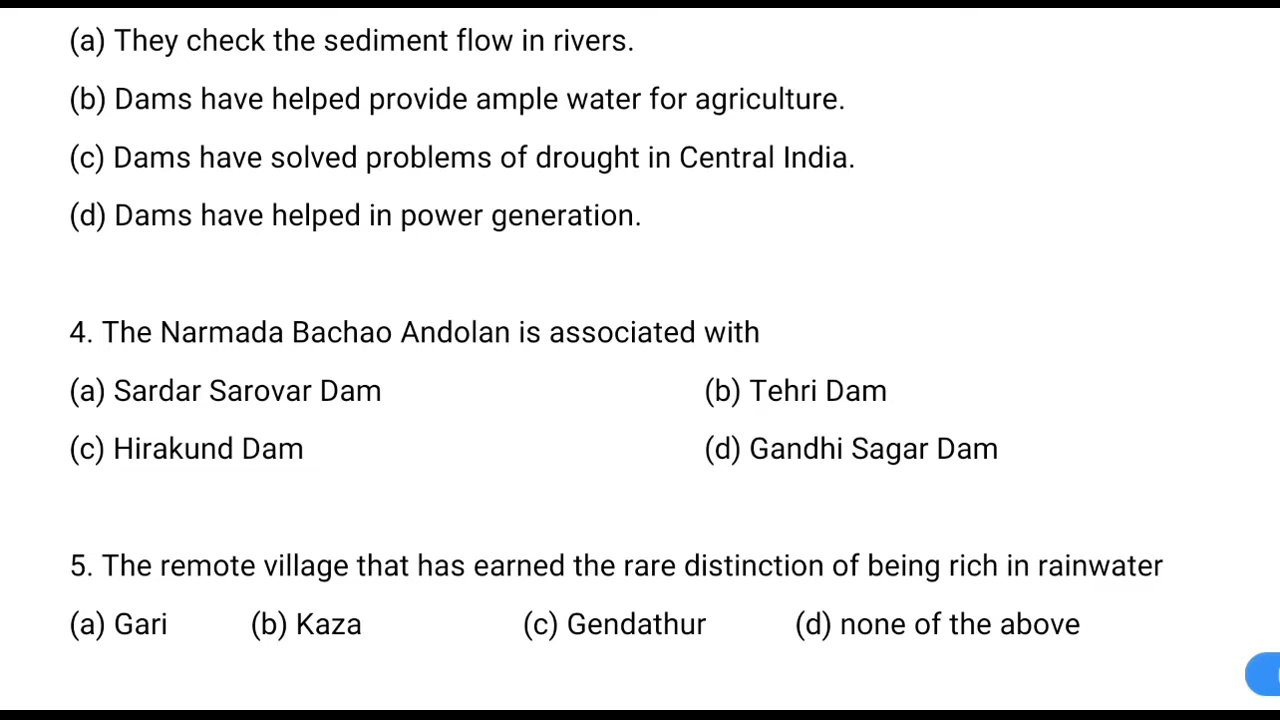 (a) They check the sediment flow in rivers.
(b) Dams have helped provide ample water for agriculture.
(c) Dams have solved problems of drought in Central India.
(d) Dams have helped in power generation.
4. The Narmada Bachao Andolan is associated with
(a) Sardar Sarovar Dam (b) Tehri Dam
(c) Hirakund Dam (d) Gandhi Sagar Dam
5. The remote village that has earned the rare distinction of being rich in rainwater
(a) Gari (b) Kaza (c) Gendathur (d) none of the above